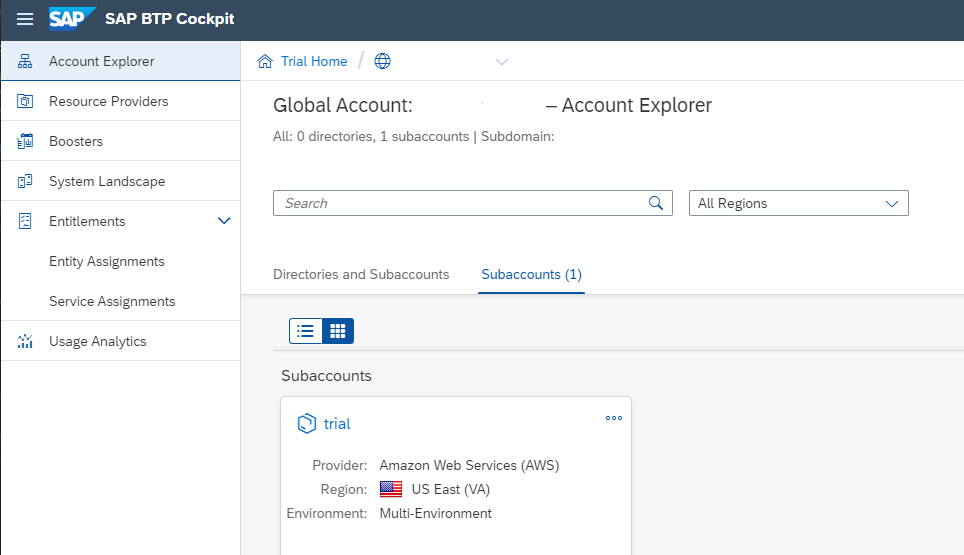 SAP SAP BTP Cockpit
Account Explorer
Resource Providers
Boosters
System Landscape
Entitlements
Entity Assignments
Service Assignments
Usage Analytics
Trial Home /
Global Account: – Account Explorer
All: 0 directories, 1 subaccounts | Subdomain:
Search
All Regions
Directories and Subaccounts
Subaccounts (1)
Subaccounts
trial
Provider: Amazon Web Services (AWS)
Region: US East (VA)
Environment: Multi-Environment